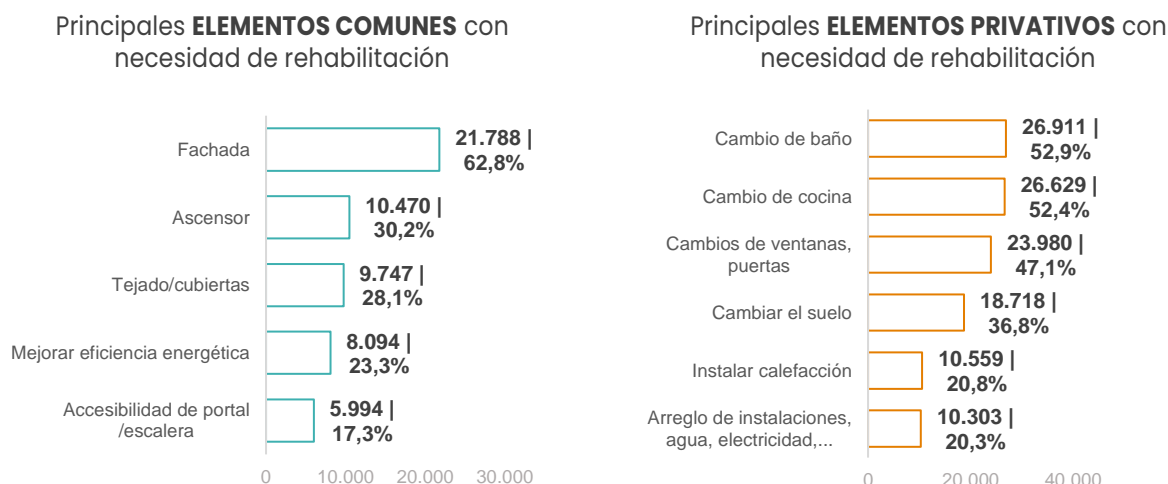 Principales ELEMENTOS COMUNES con
necesidad de rehabilitación
Fachada
21.788 |
62,8%
Ascensor
10.470 |
30,2%
Tejado/cubiertas
9.747 |
28,1%
Mejorar eficiencia energética
8.094 |
23,3%
Accesibilidad de portal
/escalera
5.994 |
17,3%
0 10.000 20.000 30.000
Principales ELEMENTOS PRIVATIVOS con
necesidad de rehabilitación
Cambio de baño
26.911 |
52,9%
Cambio de cocina
26.629 |
52,4%
Cambios de ventanas,
puertas
23.980 |
47,1%
Cambiar el suelo
18.718 |
36,8%
Instalar calefacción
10.559 |
20,8%
Arreglo de instalaciones,
agua, electricidad,...
10.303 |
20,3%
0 20.000 40.000